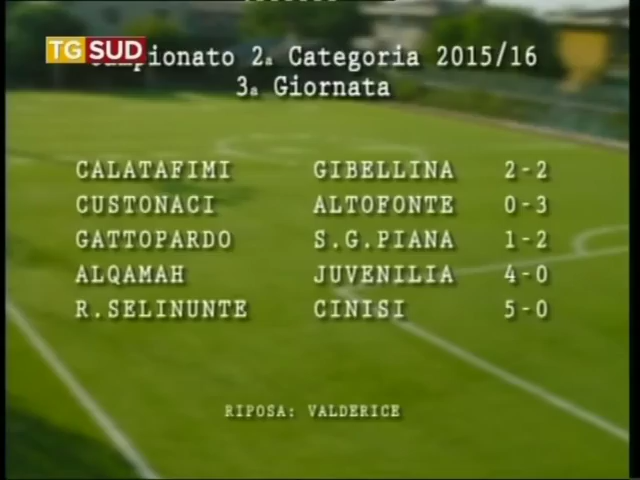 TG SUD
Campionato 2a Categoria 2015/16
3a Giornata
CALATAFIMI GIBELLINA 2-2
CUSTONACI ALTOFONTE 0-3
GATTOPARDO S.G.PIANA 1-2
ALQAMAH JUVENILIA 4-0
R.SELINUNTE CINISI 5-0
RIPOSA: VALDERICE